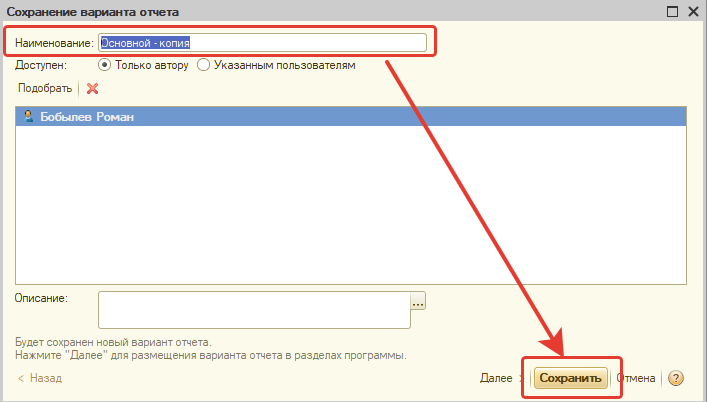 Сохранение варианта отчета
Наименование: Основной - копия
Доступен: Только автору Указанным пользователям
Подобрать
Бобылев Роман
Описание:
...
Будет сохранен новый вариант отчета.
Нажмите "Далее" для размещения варианта отчета в разделах программы.
< Назад Далее > Сохранить Отмена ?